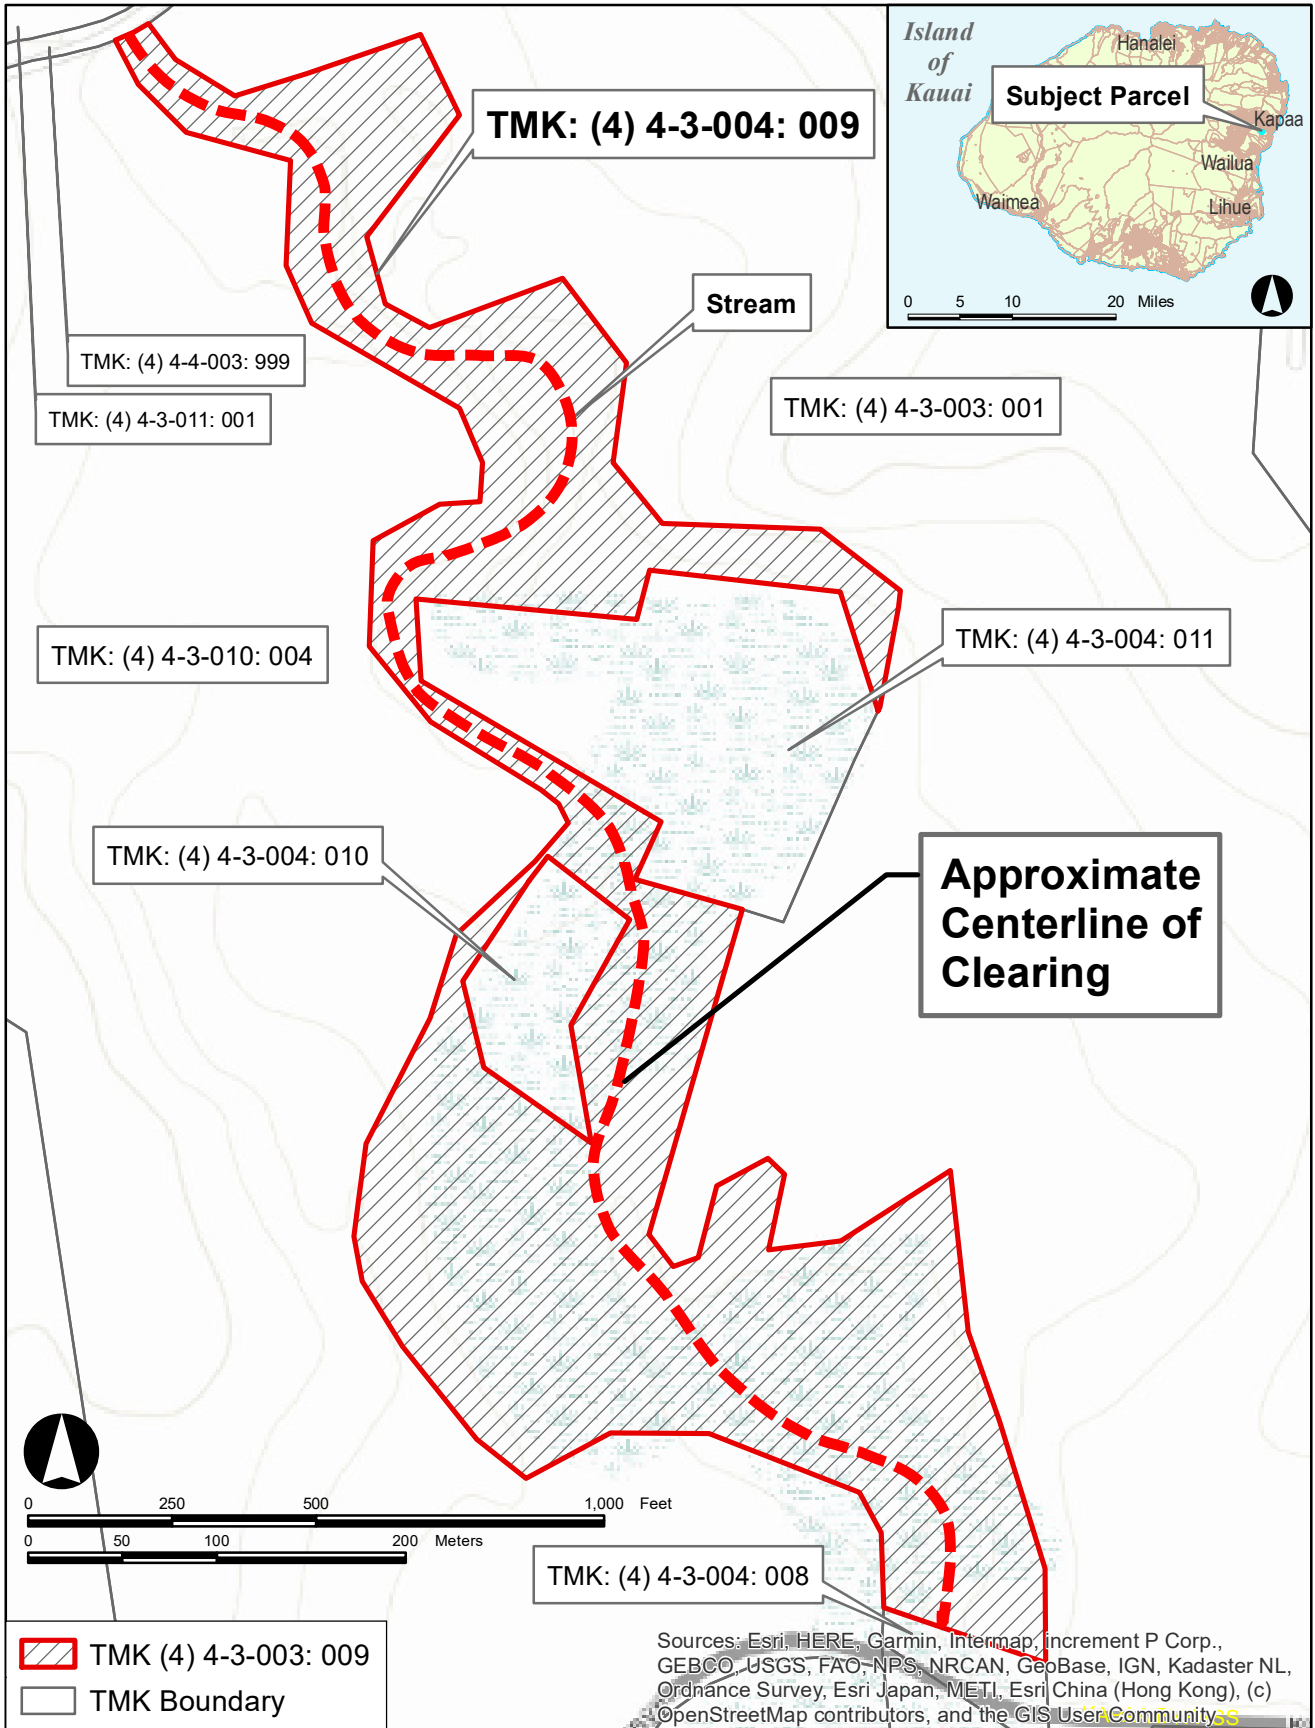 Island
of
Kauai
Hanalei
Subject Parcel
Kapaa
Wailua
Waimea
Lihue
0 5 10 20 Miles
TMK: (4) 4-3-004: 009
Stream
TMK: (4) 4-4-003: 999
TMK: (4) 4-3-011: 001
TMK: (4) 4-3-003: 001
TMK: (4) 4-3-010: 004
TMK: (4) 4-3-004: 011
TMK: (4) 4-3-004: 010
Approximate
Centerline of
Clearing
0 250 500 1,000 Feet
0 50 100 200 Meters
TMK: (4) 4-3-004: 008
TMK (4) 4-3-003: 009
TMK Boundary
Sources: Esri, HERE, Garmin, Intermap, increment P Corp.,
GEBCO, USGS, FAO, NPS, NRCAN, GeoBase, IGN, Kadaster NL,
Ordnance Survey, Esri Japan, METI, Esri China (Hong Kong), (c)
OpenStreetMap contributors, and the GIS User Community